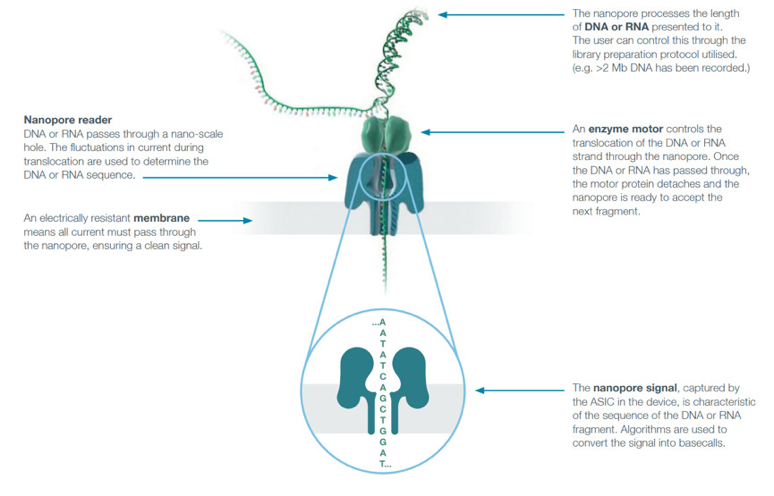 The nanopore processes the length
of DNA or RNA presented to it.
The user can control this through the
library preparation protocol utilised.
(e.g. >2 Mb DNA has been recorded.)
Nanopore reader
DNA or RNA passes through a nano-scale
hole. The fluctuations in current during
translocation are used to determine the
DNA or RNA sequence.
An enzyme motor controls the
translocation of the DNA or RNA
strand through the nanopore. Once
the DNA or RNA has passed through,
the motor protein detaches and the
nanopore is ready to accept the
next fragment.
An electrically resistant membrane
means all current must pass through
the nanopore, ensuring a clean signal.
...A
A
T
A
T
C
A
G
C
T
G
G
A
T...
The nanopore signal, captured by
the ASIC in the device, is characteristic
of the sequence of the DNA or RNA
fragment. Algorithms are used to
convert the signal into basecalls.